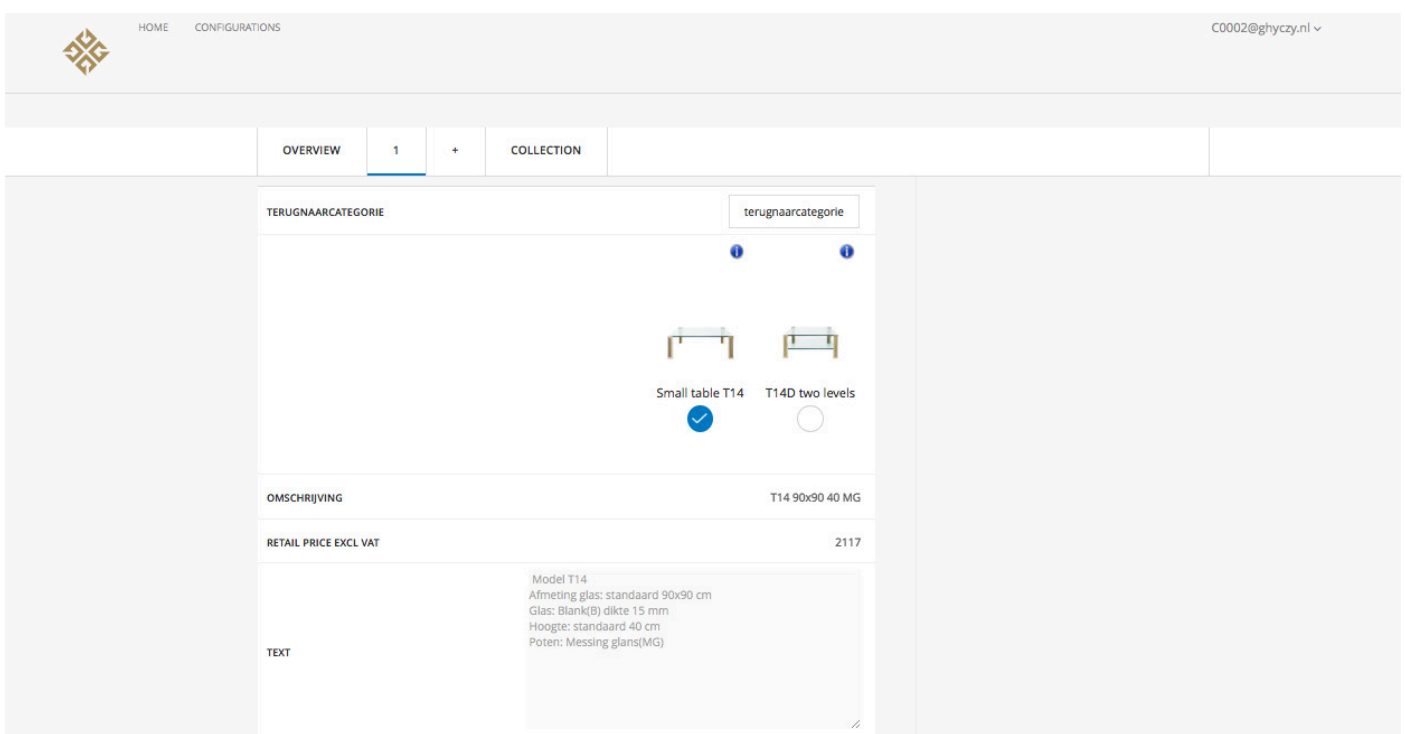 HOME CONFIGURATIONS C0002@ghyczy.nl
OVERVIEW 1 + COLLECTION
TERUGNAARCATEGORIE terugnaarcategorie
Small table T14 T14D two levels
OMSCHRIJVING T14 90x90 40 MG
RETAIL PRICE EXCL VAT 2117
TEXT
Model T14
Afmeting glas: standaard 90x90 cm
Glas: Blank(B) dikte 15 mm
Hoogte: standaard 40 cm
Poten: Messing glans(MG)